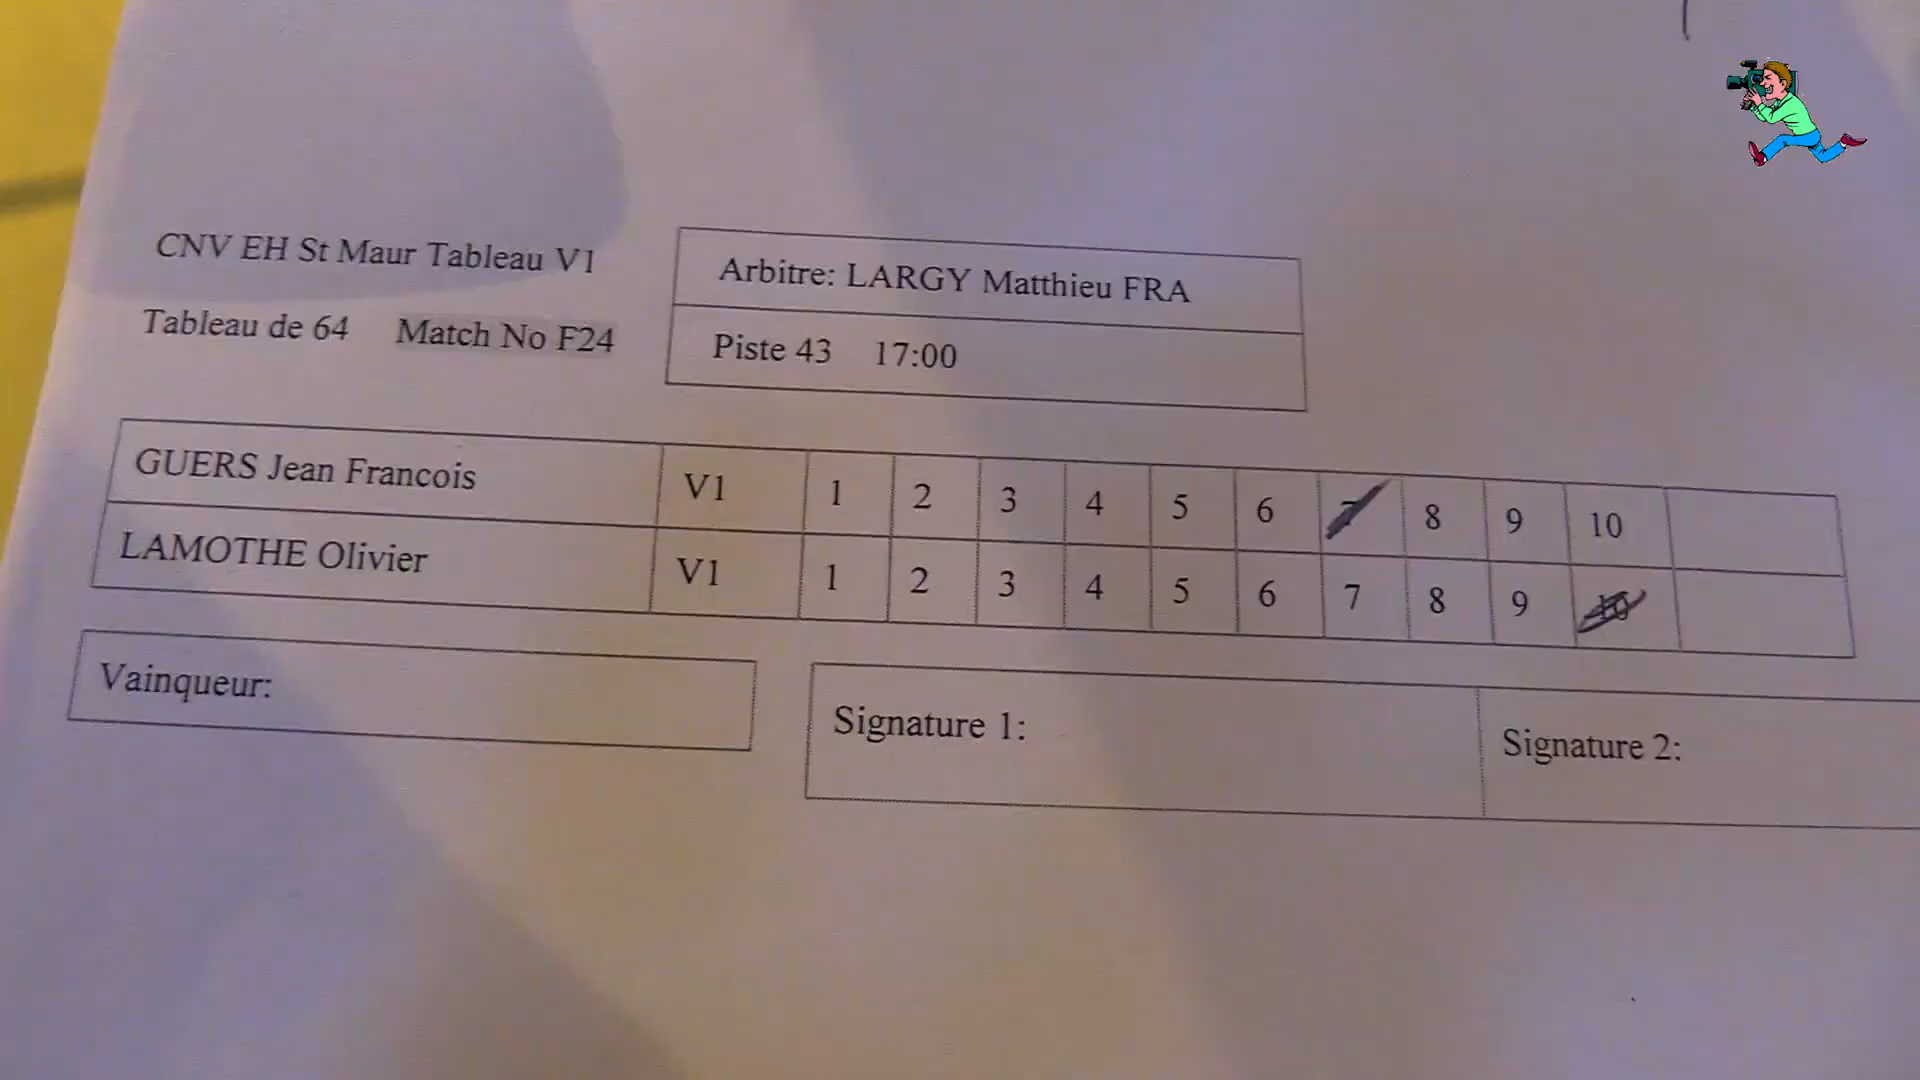 CNV EH St Maur Tableau V1
Tableau de 64 Match No F24
Arbitre: LARGY Matthieu FRA
Piste 43 17:00
GUERS Jean Francois V1 1 2 3 4 5 6 7 8 9 10
LAMOTHE Olivier V1 1 2 3 4 5 6 7 8 9 10
Vainqueur:
Signature 1:
Signature 2: